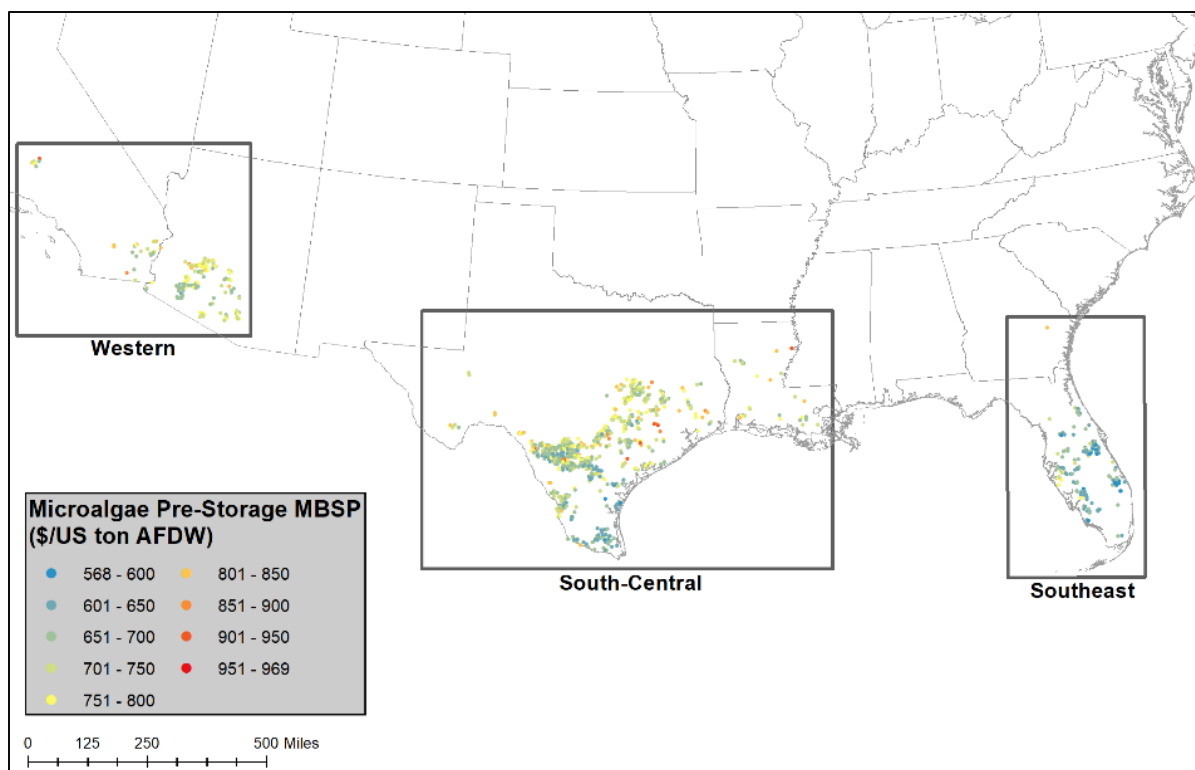 Western
South-Central
Southeast
Microalgae Pre-Storage MBSP
($/US ton AFDW)
568 - 600
801 - 850
601 - 650
851 - 900
651 - 700
901 - 950
701 - 750
951 - 969
751 - 800
0 125 250 500 Miles